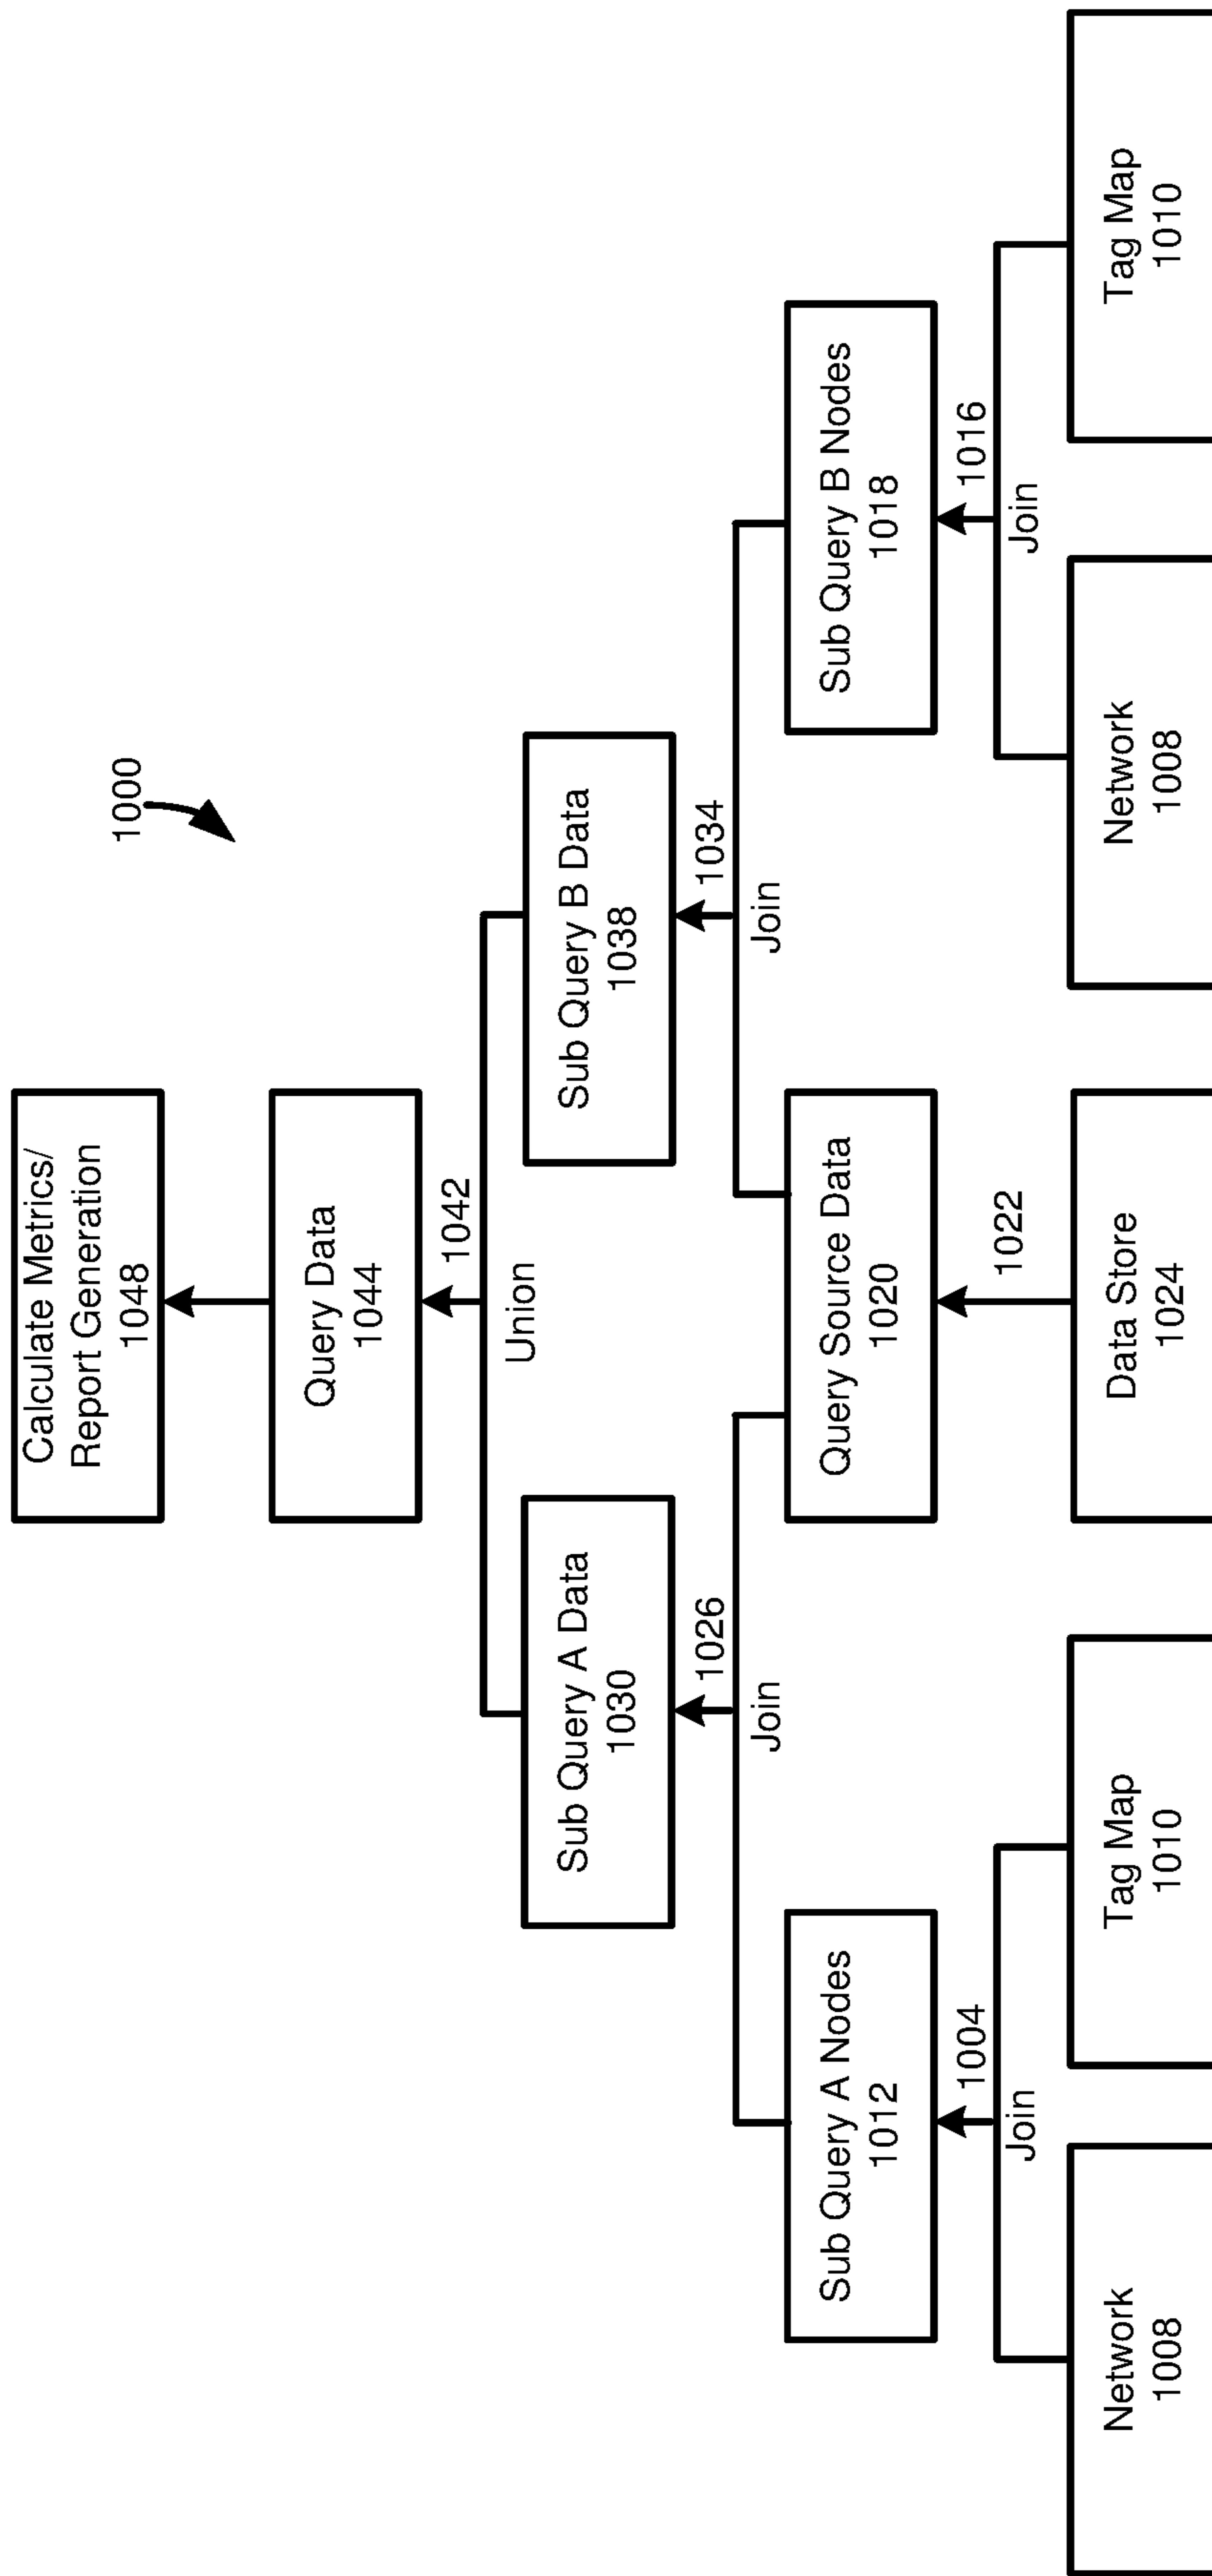 1000
Calculate Metrics/
Report Generation
1048
Query Data
1044
1042
Union
Sub Query A Data
1030
Sub Query B Data
1038
1026
Join
1034
Join
Sub Query A Nodes
1012
Query Source Data
1020
Sub Query B Nodes
1018
1004
Join
1022
1016
Join
Network
1008
Tag Map
1010
Data Store
1024
Network
1008
Tag Map
1010